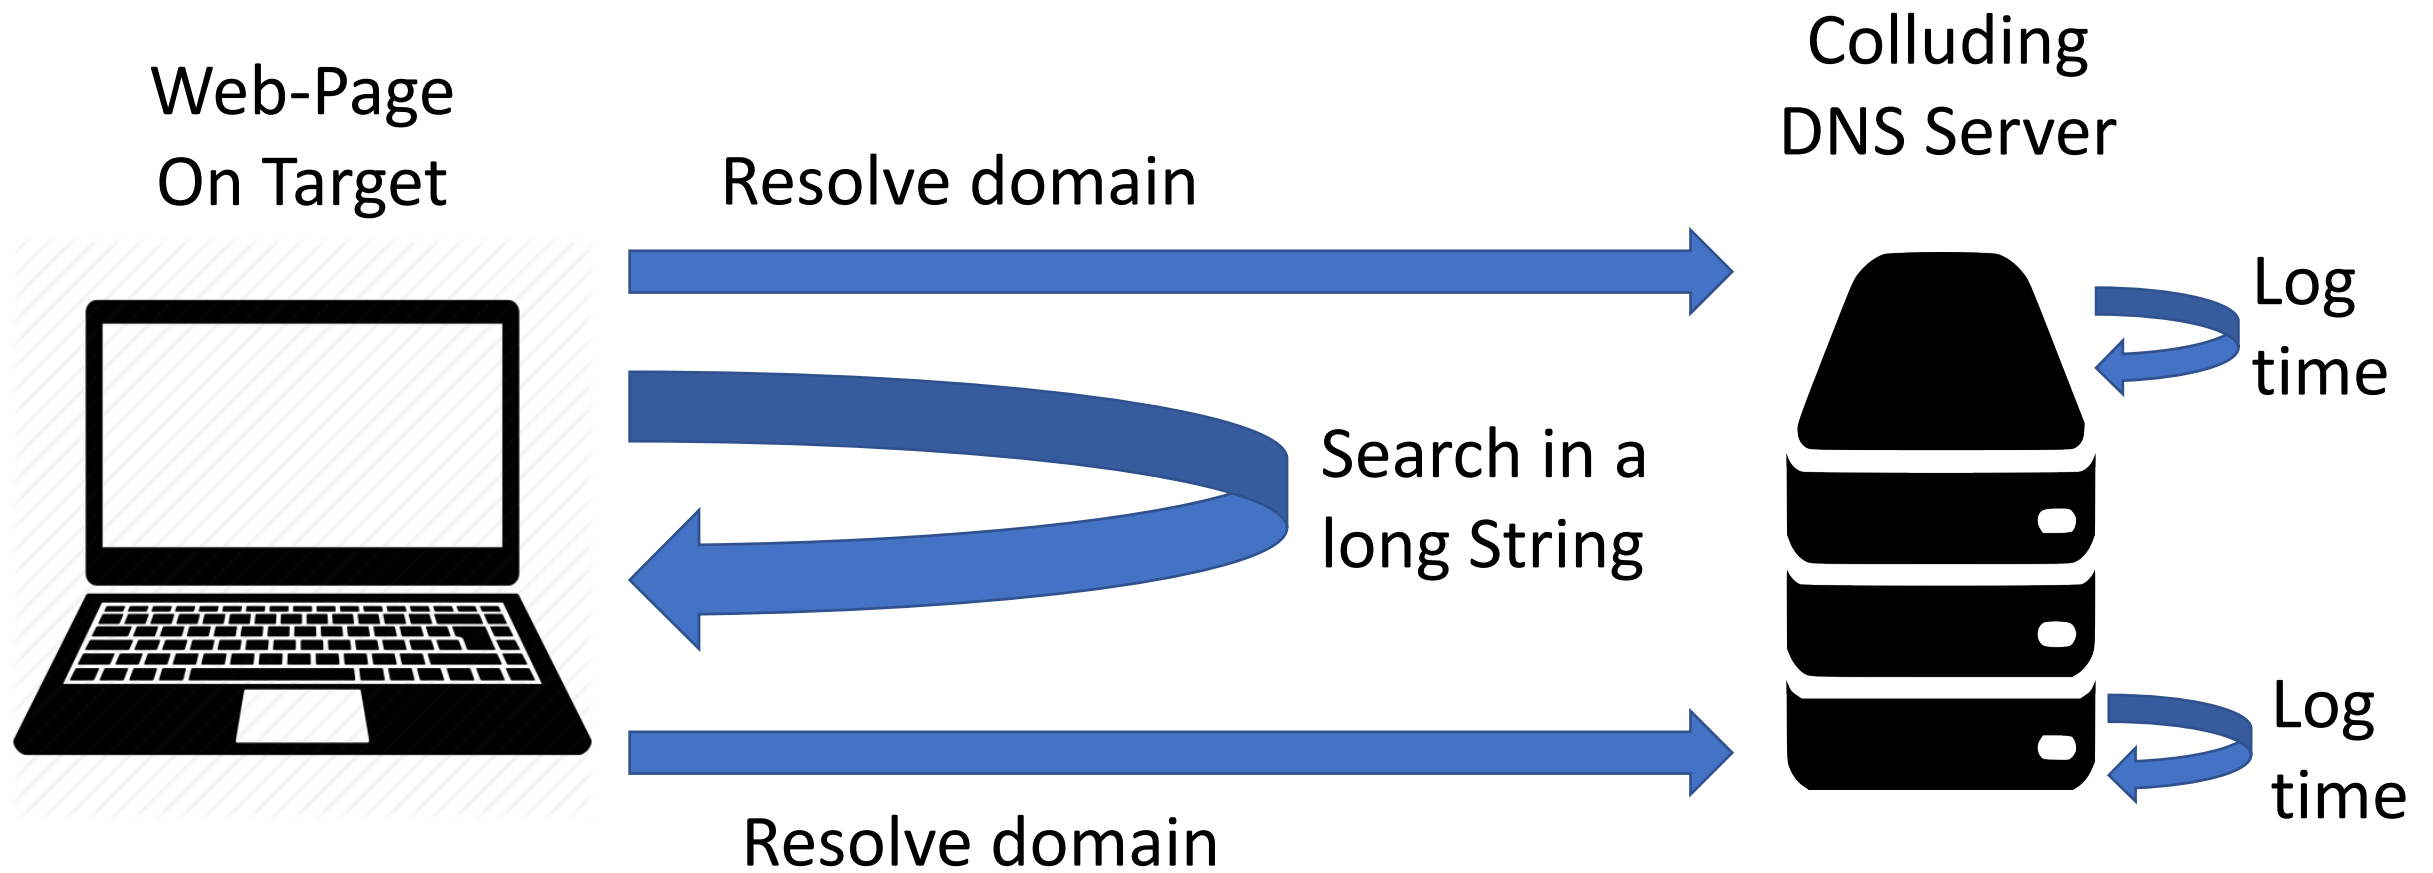 Web-Page
On Target
Resolve domain
Colluding
DNS Server
Log
time
Search in a
long String
Log
time
Resolve domain